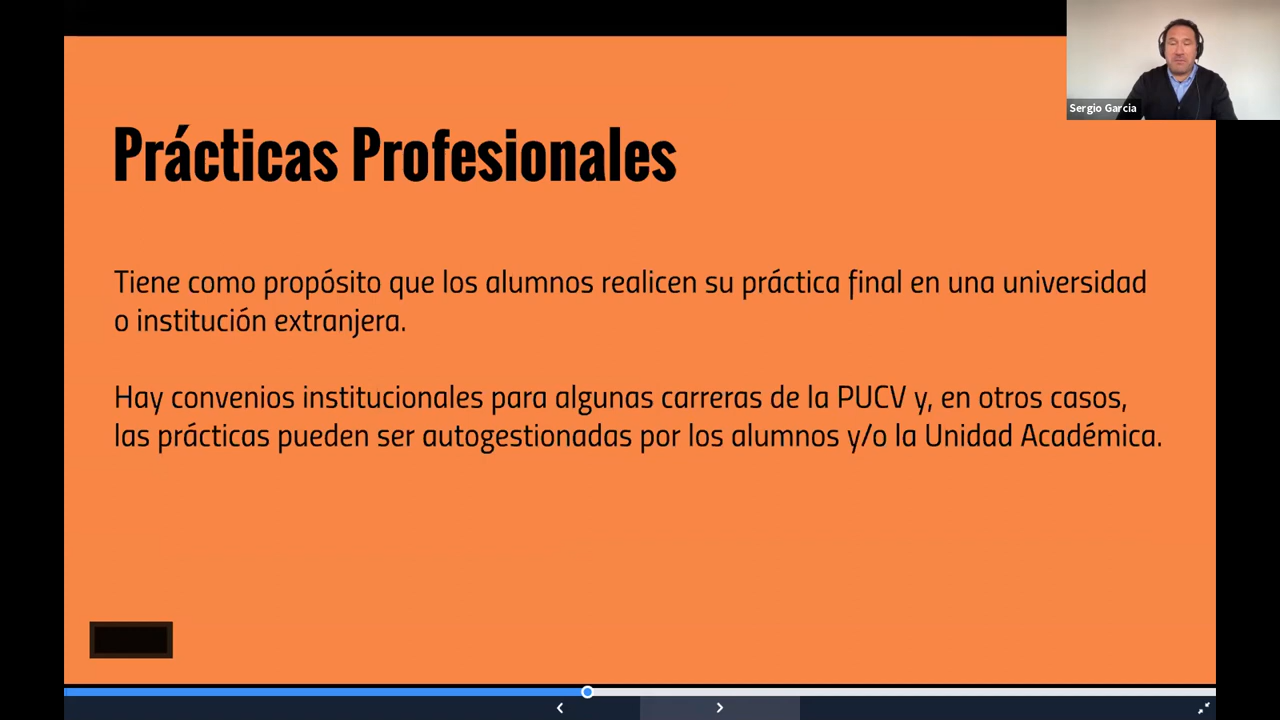 Sergio Garcia
Prácticas Profesionales
Tiene como propósito que los alumnos realicen su práctica final en una universidad
o institución extranjera.
Hay convenios institucionales para algunas carreras de la PUCV y, en otros casos,
las prácticas pueden ser autogestionadas por los alumnos y/o la Unidad Académica.